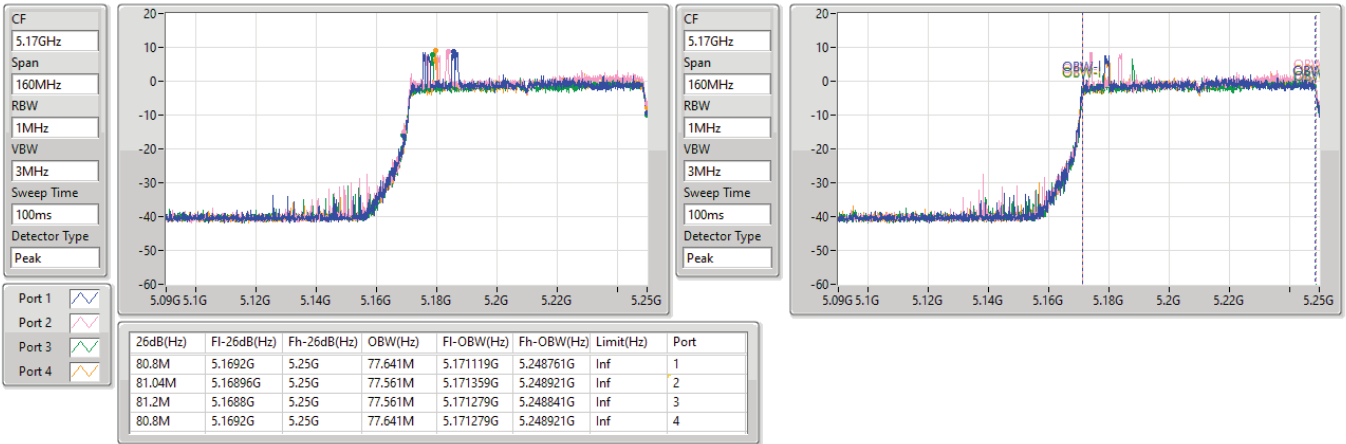 CF
5.17GHz
Span
160MHz
RBW
1MHz
VBW
3MHz
Sweep Time
100ms
Detector Type
Peak
20
10
0
-10
-20
-30
-40
-50
-60
5.09G 5.1G 5.12G 5.14G 5.16G 5.18G 5.2G 5.22G 5.25G
CF
5.17GHz
Span
160MHz
RBW
1MHz
VBW
3MHz
Sweep Time
100ms
Detector Type
Peak
20
10
0
-10
-20
-30
-40
-50
-60
OBW-l
OBW
5.09G 5.1G 5.12G 5.14G 5.16G 5.18G 5.2G 5.22G 5.25G
Port 1
Port 2
Port 3
Port 4
26dB(Hz) Fl-26dB(Hz) Fh-26dB(Hz) OBW(Hz) Fl-OBW(Hz) Fh-OBW(Hz) Limit(Hz) Port
80.8M 5.1692G 5.25G 77.641M 5.171119G 5.248761G Inf 1
81.04M 5.16896G 5.25G 77.561M 5.171359G 5.248921G Inf 2
81.2M 5.1688G 5.25G 77.561M 5.171279G 5.248841G Inf 3
80.8M 5.1692G 5.25G 77.641M 5.171279G 5.248921G Inf 4